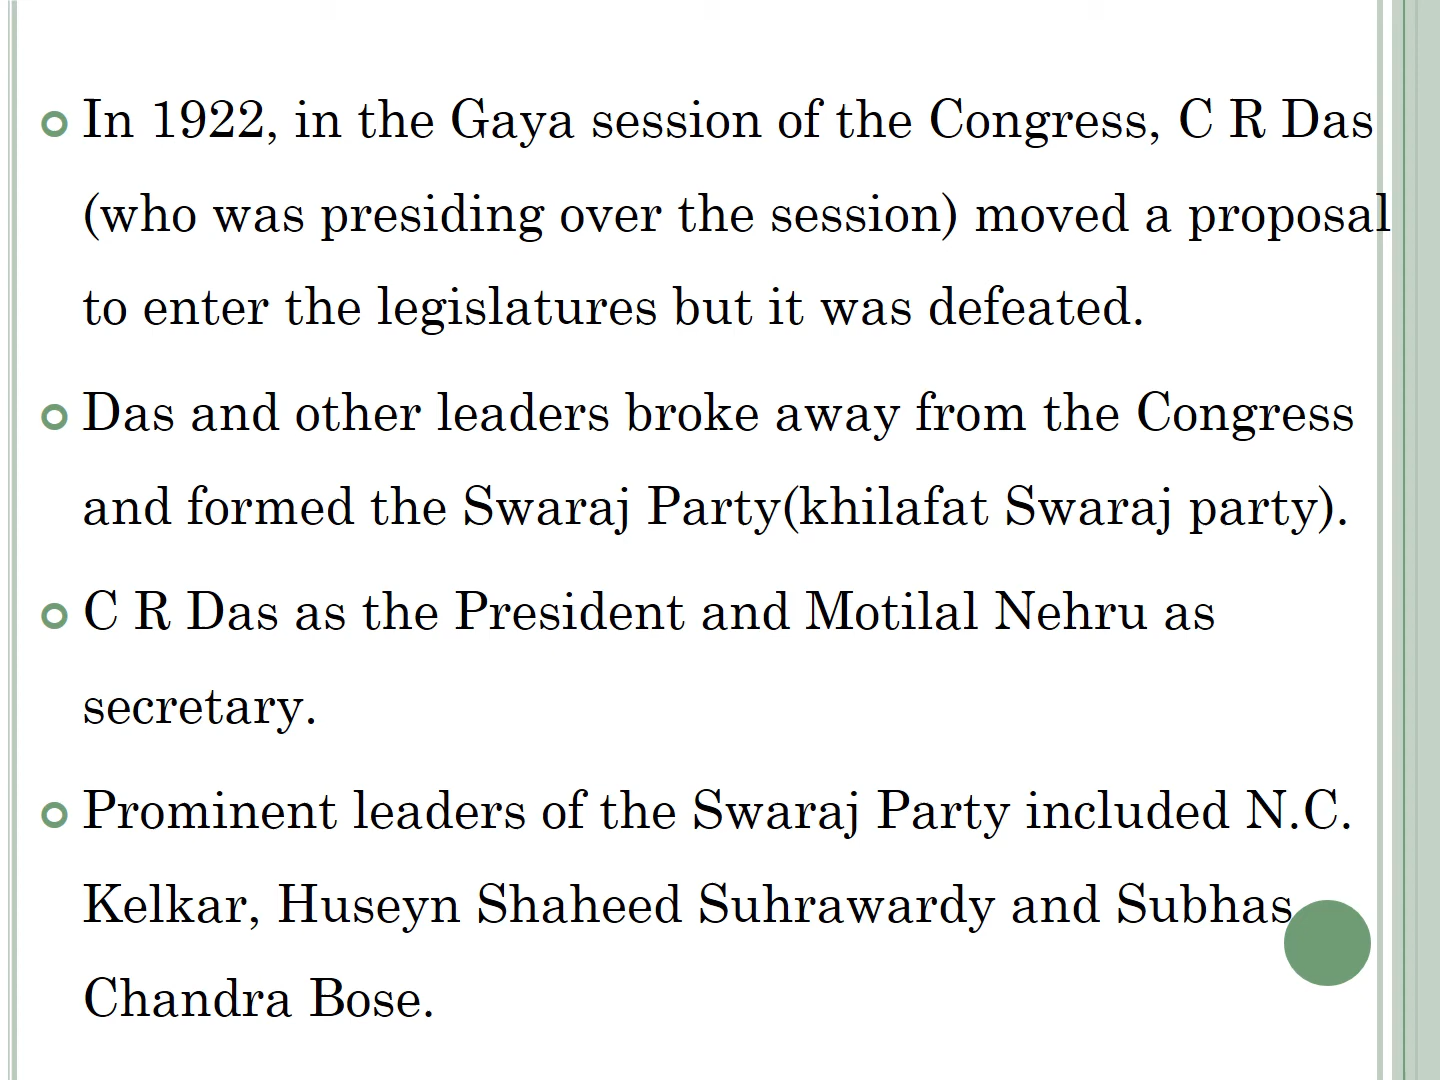 In 1922, in the Gaya session of the Congress, C R Das
(who was presiding over the session) moved a proposal
to enter the legislatures but it was defeated.
Das and other leaders broke away from the Congress
and formed the Swaraj Party(khilafat Swaraj party).
C R Das as the President and Motilal Nehru as
secretary.
Prominent leaders of the Swaraj Party included N.C.
Kelkar, Huseyn Shaheed Suhrawardy and Subhas
Chandra Bose.